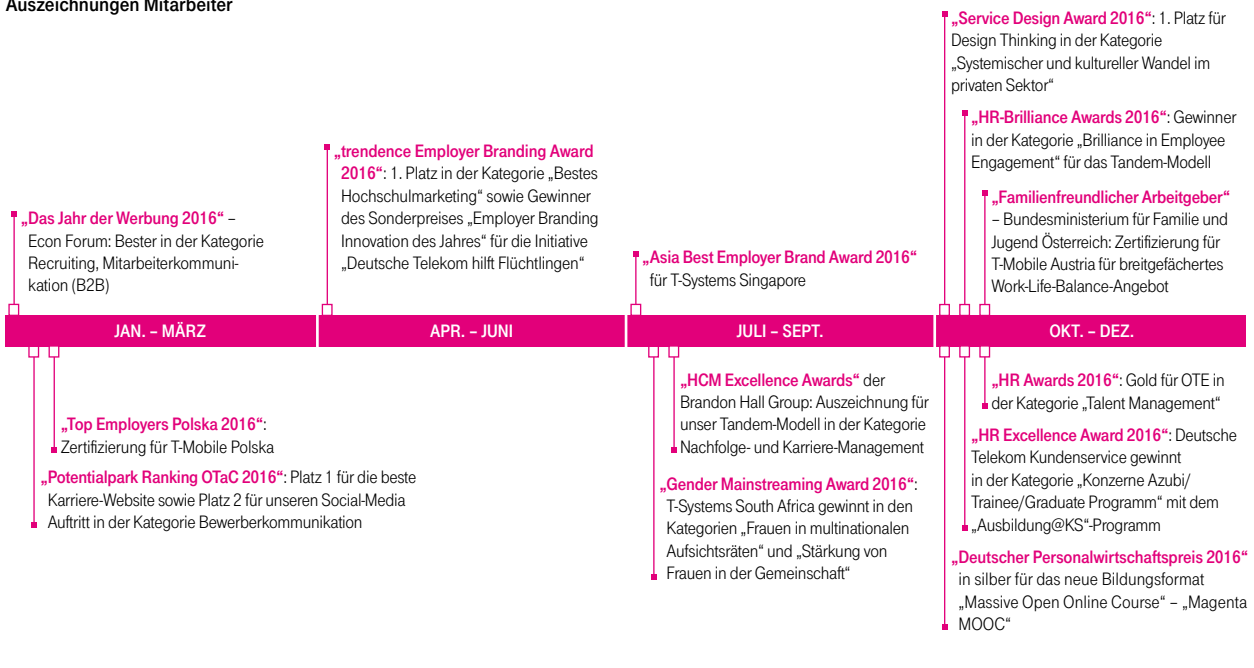 Auszeichnungen Mitarbeiter
„Das Jahr der Werbung 2016“ –
Econ Forum: Bester in der Kategorie
Recruiting, Mitarbeiterkommuni-
kation (B2B)
„trendence Employer Branding Award
2016“: 1. Platz in der Kategorie „Bestes
Hochschulmarketing“ sowie Gewinner
des Sonderpreises „Employer Branding
Innovation des Jahres“ für die Initiative
„Deutsche Telekom hilft Flüchtlingen“
„Asia Best Employer Brand Award 2016“
für T-Systems Singapore
„Service Design Award 2016“: 1. Platz für
Design Thinking in der Kategorie
„Systemischer und kultureller Wandel im
privaten Sektor“
„HR-Brilliance Awards 2016“: Gewinner
in der Kategorie „Brilliance in Employee
Engagement“ für das Tandem-Modell
„Familienfreundlicher Arbeitgeber“
– Bundesministerium für Familie und
Jugend Österreich: Zertifizierung für
T-Mobile Austria für breitgefächertes
Work-Life-Balance-Angebot
JAN. – MÄRZ
APR. – JUNI
JULI – SEPT.
OKT. – DEZ.
„Top Employers Polska 2016“:
Zertifizierung für T-Mobile Polska
„Potentialpark Ranking OTaC 2016“: Platz 1 für die beste
Karriere-Website sowie Platz 2 für unseren Social-Media
Auftritt in der Kategorie Bewerberkommunikation
„HCM Excellence Awards“ der
Brandon Hall Group: Auszeichnung für
unser Tandem-Modell in der Kategorie
Nachfolge- und Karriere-Management
„Gender Mainstreaming Award 2016“:
T-Systems South Africa gewinnt in den
Kategorien „Frauen in multinationalen
Aufsichtsräten“ und „Stärkung von
Frauen in der Gemeinschaft“
„HR Awards 2016“: Gold für OTE in
der Kategorie „Talent Management“
„HR Excellence Award 2016“: Deutsche
Telekom Kundenservice gewinnt
in der Kategorie „Konzerne Azubi/
Trainee/Graduate Programm“ mit dem
„Ausbildung@KS“-Programm
„Deutscher Personalwirtschaftspreis 2016“
in silber für das neue Bildungsformat
„Massive Open Online Course“ – „Magenta
MOOC“